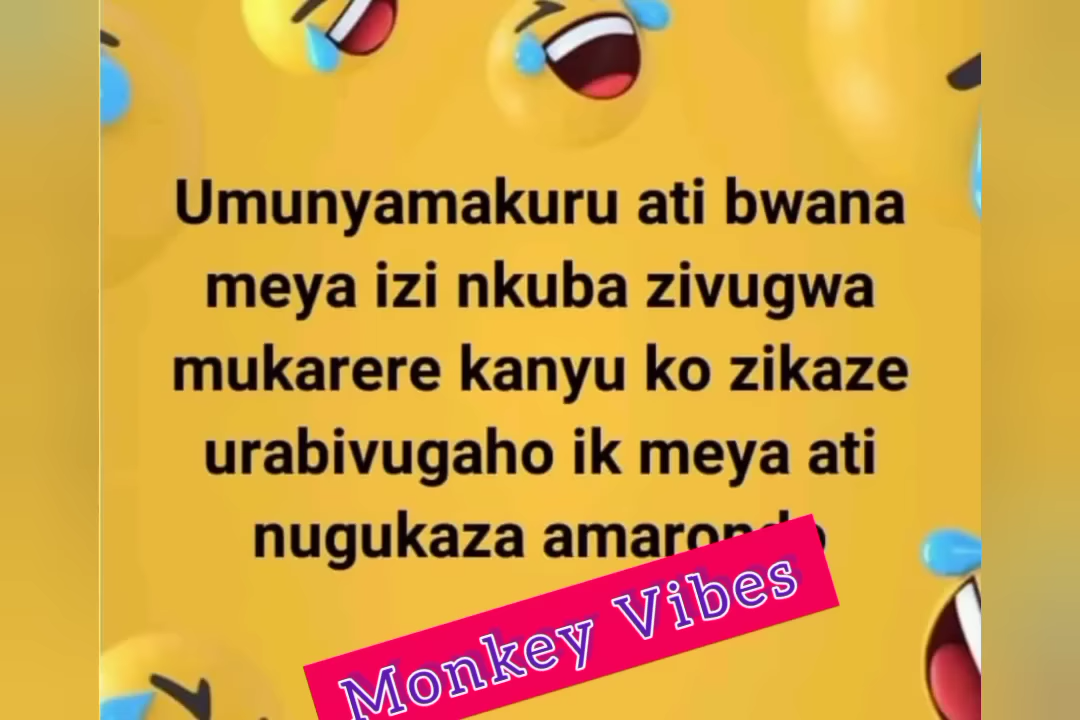 Umunyamakuru ati bwana
meya izi nkuba zivugwa
mukarere kanyu ko zikaze
urabivugaho ik meya ati
nugukaza
Monkey Vibes